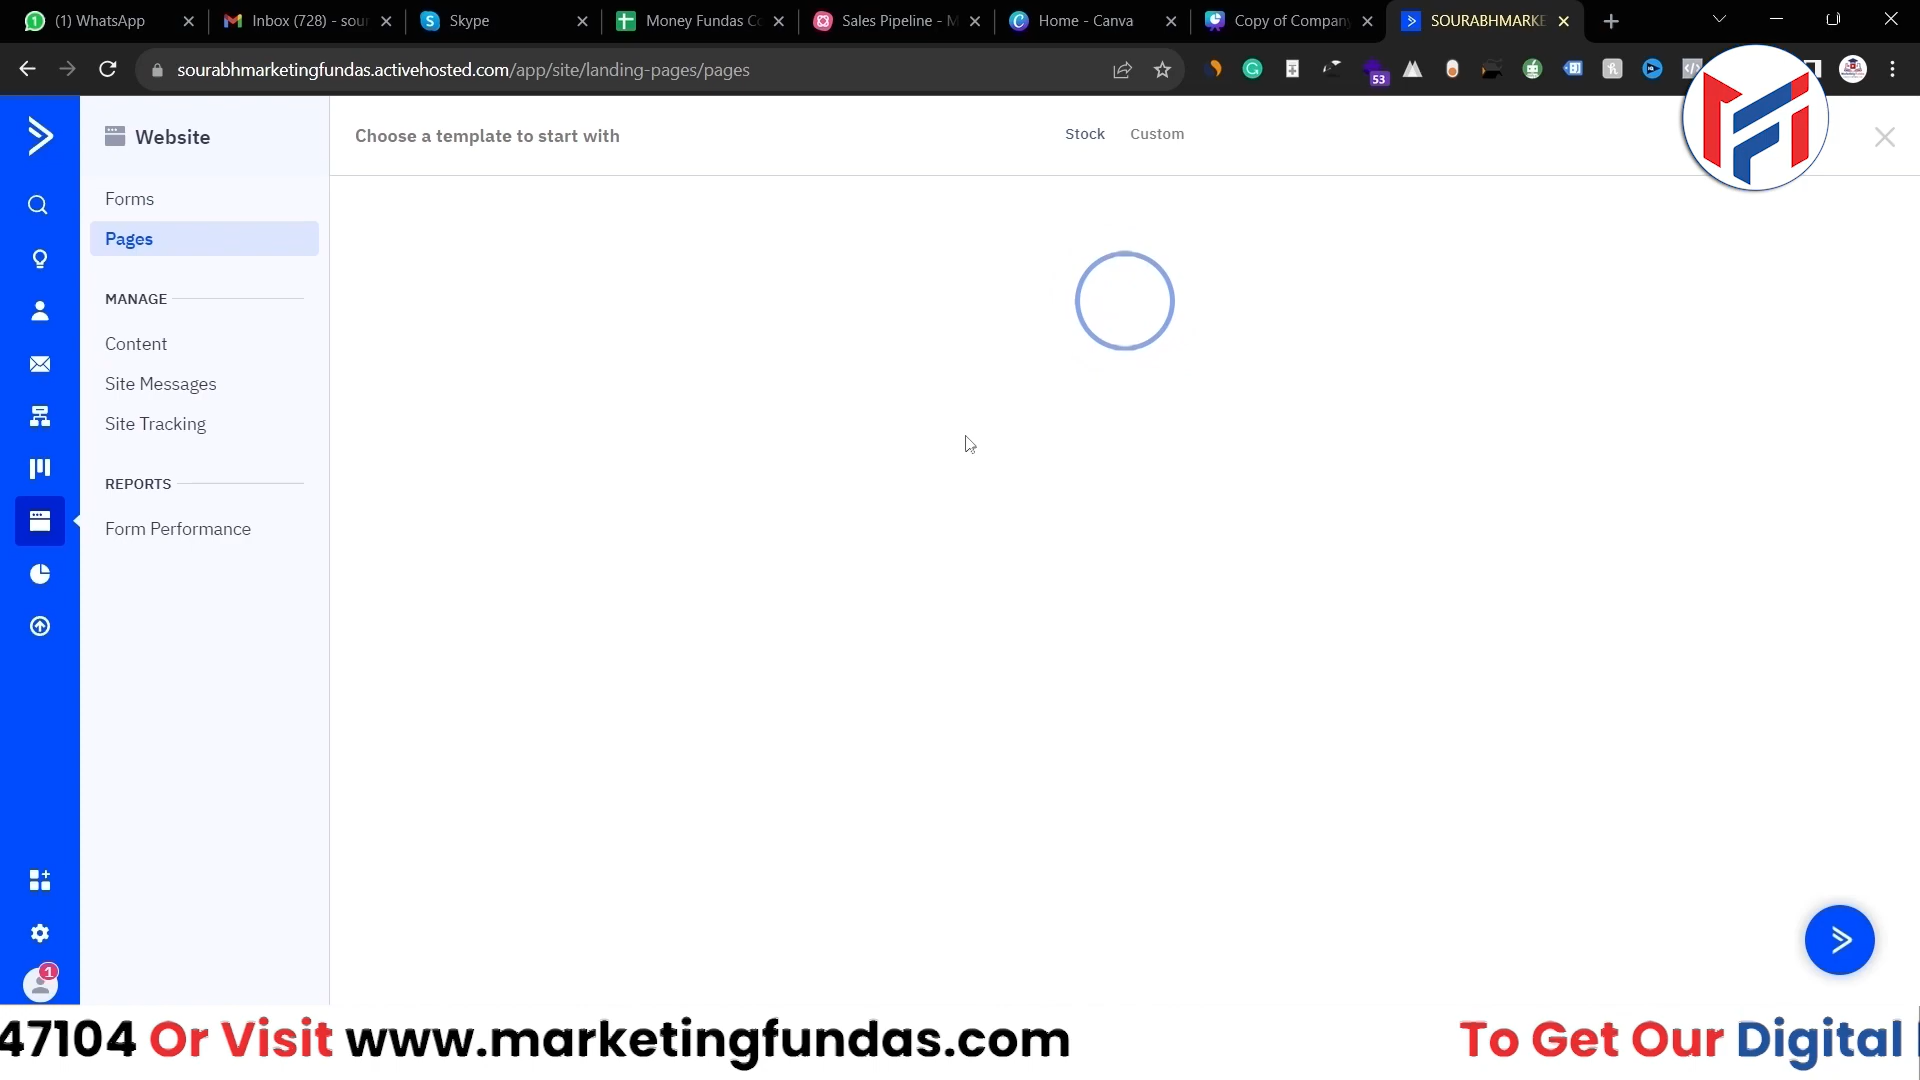 (1) WhatsApp
Inbox (728) - sour
Skype
Money Fundas Co
Sales Pipeline - M
Home - Canva
Copy of Company
SOURABHMARKE
sourabhmarketingfundas.activehosted.com/app/site/landing-pages/pages
53
Website
Choose a template to start with
Stock
Custom
Forms
Pages
MANAGE
Content
Site Messages
Site Tracking
REPORTS
Form Performance
1
47104 Or Visit www.marketingfundas.com
To Get Our Digital